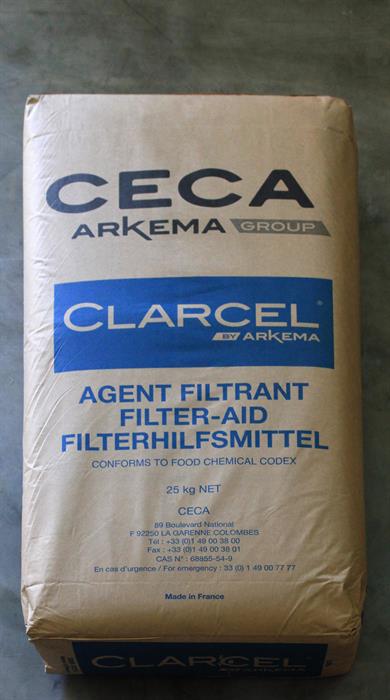 CECA
ARKEMA GROUP
CLARCEL®
BY ARKEMA
AGENT FILTRANT
FILTER-AID
FILTERHILFSMITTEL
CONFORMS TO FOOD CHEMICAL CODEX
25 kg NET
CECA
89 Boulevard National
F 92250 LA GARENNE COLOMBES
Tél : +33 (0)1 49 00 38 00
Fax : +33 (0)1 49 00 38 01
CAS N° : 68855-54-9
En cas d'urgence / For emergency : 33 (0) 1 49 00 77 77
Made in France
CLARCEL